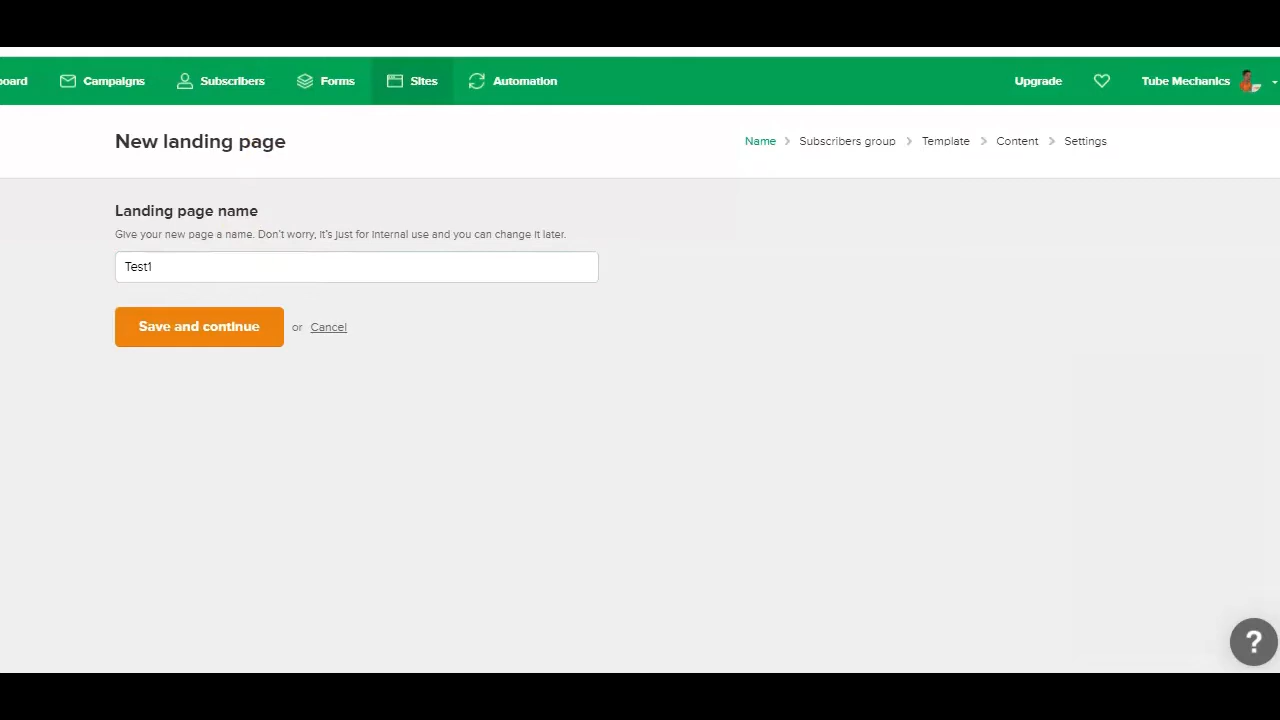 oard Campaigns Subscribers Forms Sites Automation Upgrade Tube Mechanics
New landing page Name Subscribers group Template Content Settings
Landing page name
Give your new page a name. Don't worry, it's just for internal use and you can change it later.
Test1
Save and continue or Cancel
?